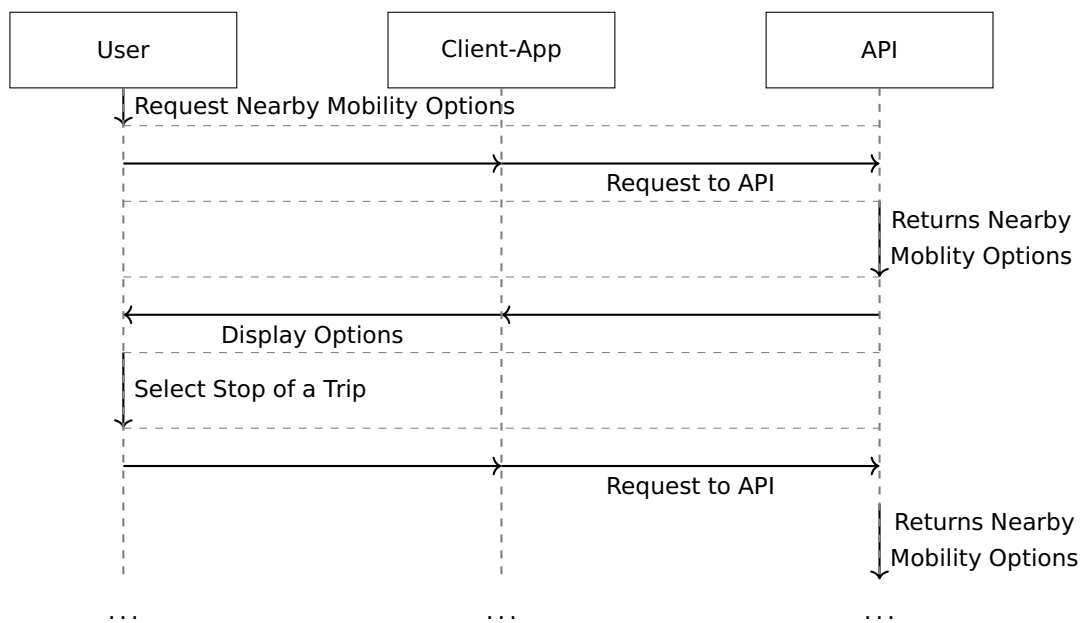 User
Client-App
API
Request Nearby Mobility Options
Request to API
Returns Nearby
Moblity Options
Display Options
Select Stop of a Trip
Request to API
Returns Nearby
Mobility Options
... ... ...